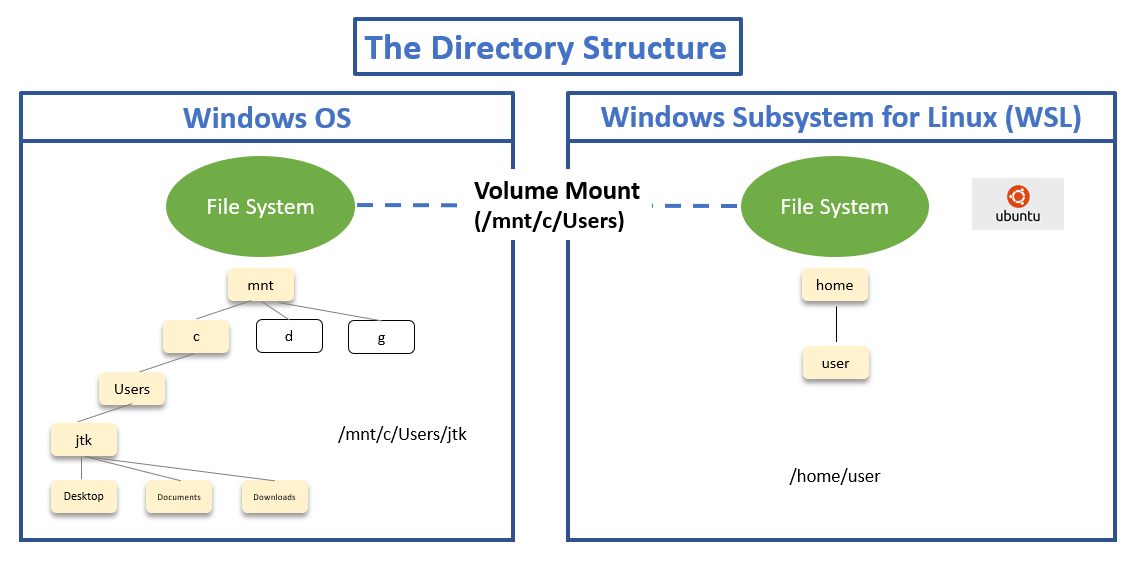 The Directory Structure
Windows OS
Windows Subsystem for Linux (WSL)
File System
Volume Mount
(/mnt/c/Users)
File System
ubuntu
mnt
home
c
d
g
user
Users
jtk
/mnt/c/Users/jtk
/home/user
Desktop
Documents
Downloads